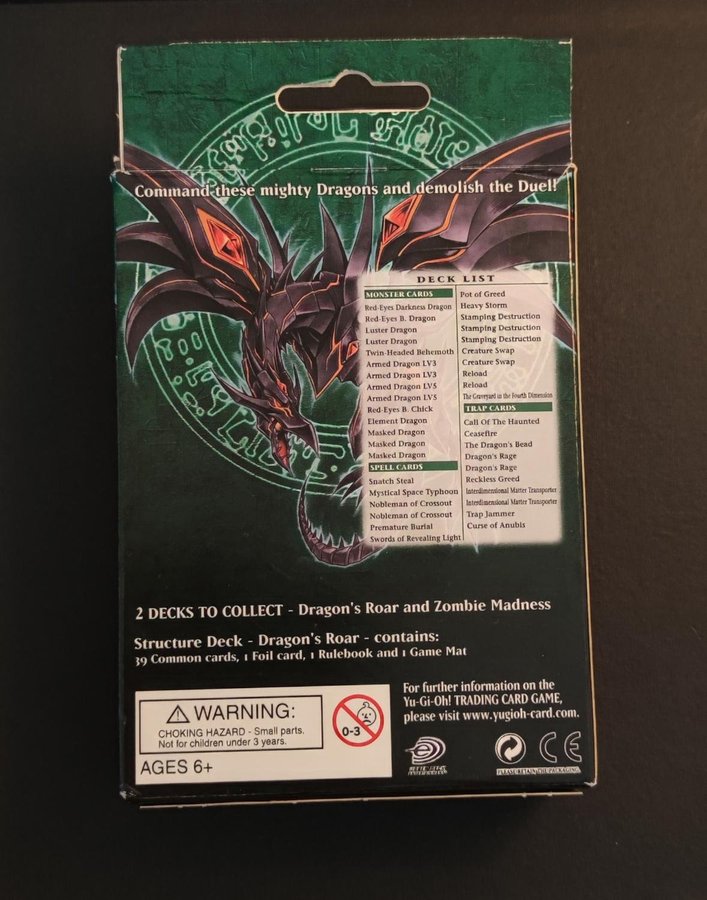 Command these mighty Dragons and demolish the Duel!
DECK LIST
MONSTER CARDS
Red-Eyes Darkness Dragon
Red-Eyes B. Dragon
Luster Dragon
Luster Dragon
Twin-Headed Behemoth
Armed Dragon LV3
Armed Dragon LV3
Armed Dragon LV5
Armed Dragon LV5
Red-Eyes B. Chick
Element Dragon
Masked Dragon
Masked Dragon
Masked Dragon
SPELL CARDS
Snatch Steal
Mystical Space Typhoon
Nobleman of Crossout
Nobleman of Crossout
Premature Burial
Swords of Revealing Light
Pot of Greed
Heavy Storm
Stamping Destruction
Stamping Destruction
Stamping Destruction
Creature Swap
Creature Swap
Reload
Reload
The Graveyard in the Fourth Dimension
TRAP CARDS
Call Of The Haunted
Ceasefire
The Dragon's Bead
Dragon's Rage
Dragon's Rage
Reckless Greed
Interdimensional Matter Transporter
Interdimensional Matter Transporter
Trap Jammer
Curse of Anubis
2 DECKS TO COLLECT - Dragon's Roar and Zombie Madness
Structure Deck - Dragon's Roar - contains:
39 Common cards, 1 Foil card, 1 Rulebook and 1 Game Mat
WARNING:
CHOKING HAZARD - Small parts.
Not for children under 3 years.
AGES 6+
0-3
For further information on the
Yu-Gi-Oh! TRADING CARD GAME,
please visit www.yugioh-card.com.
UPPER DECK
ENTERTAINMENT
CE
PLEASE RETAIN THE PACKAGING